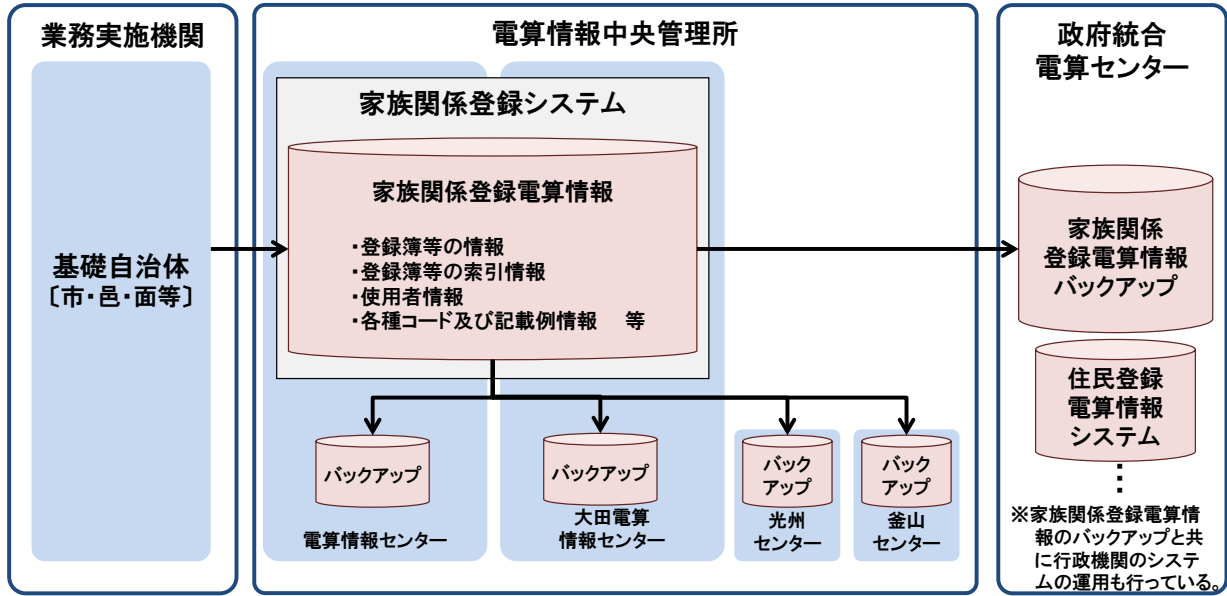 業務実施機関
基礎自治体
〔市・邑・面等〕
電算情報中央管理所
家族関係登録システム
家族関係登録電算情報
・登録簿等の情報
・登録簿等の索引情報
・使用者情報
・各種コード及び記載例情報　等
バックアップ
電算情報センター
バックアップ
大田電算
情報センター
バック
アップ
光州
センター
バック
アップ
釜山
センター
政府統合
電算センター
家族関係
登録電算情報
バックアップ
住民登録
電算情報
システム
⋮
※家族関係登録電算情
報のバックアップと共
に行政機関のシステ
ムの運用も行っている。